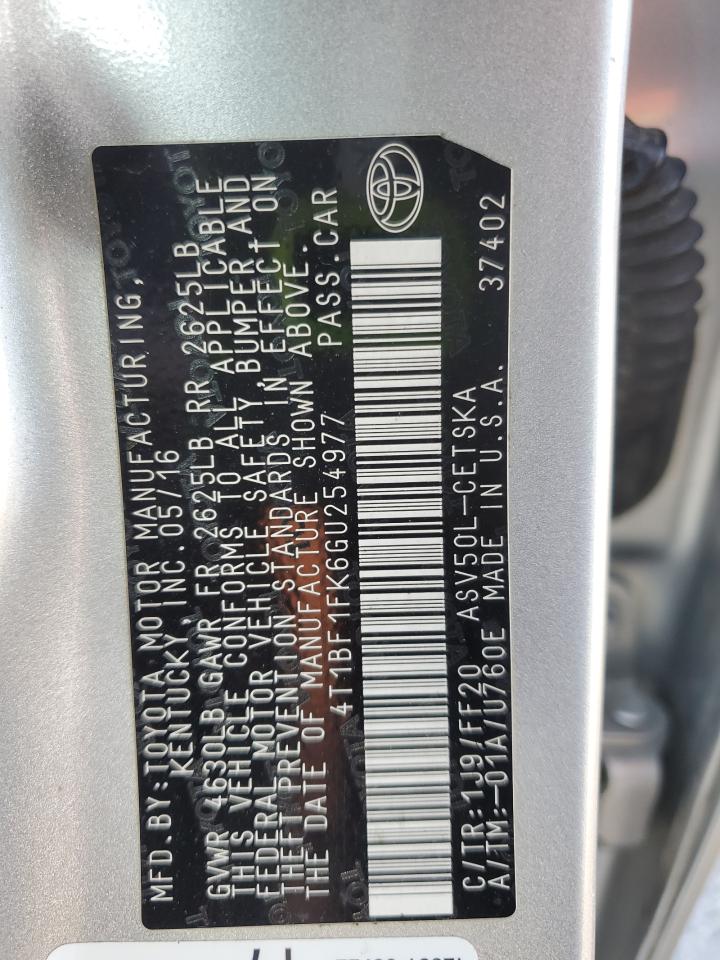 MFD.BY:TOYOTA MOTOR MANUFACTURING,
KENTUCKY, INC.05/16
GVWR 4630LB GAWR FR 2625LB RR 2625LB
THIS VEHICLE CONFORMS TO ALL APPLICABLE
FEDERAL MOTOR VEHICLE SAFETY BUMPER,AND
THEFT PREVENTION STANDARDS IN EFFECT ON
THE DATE OF MANUFACTURE SHOWN ABOVE.
4T1BF1FK6GU254977 PASS.CAR
C/TR:1J9/FF20 ASV50L-CETSKA
A/TM:-01A/U760E MADE IN U.S.A. 37402